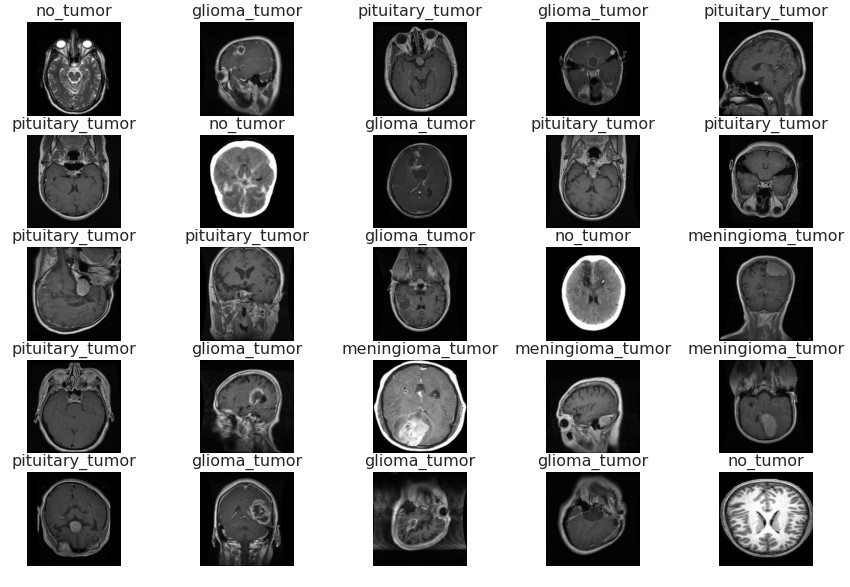 no_tumor glioma_tumor pituitary_tumor glioma_tumor pituitary_tumor
pituitary_tumor no_tumor glioma_tumor pituitary_tumor pituitary_tumor
pituitary_tumor pituitary_tumor glioma_tumor no_tumor meningioma_tumor
pituitary_tumor glioma_tumor meningioma_tumor meningioma_tumor meningioma_tumor
pituitary_tumor glioma_tumor glioma_tumor glioma_tumor no_tumor